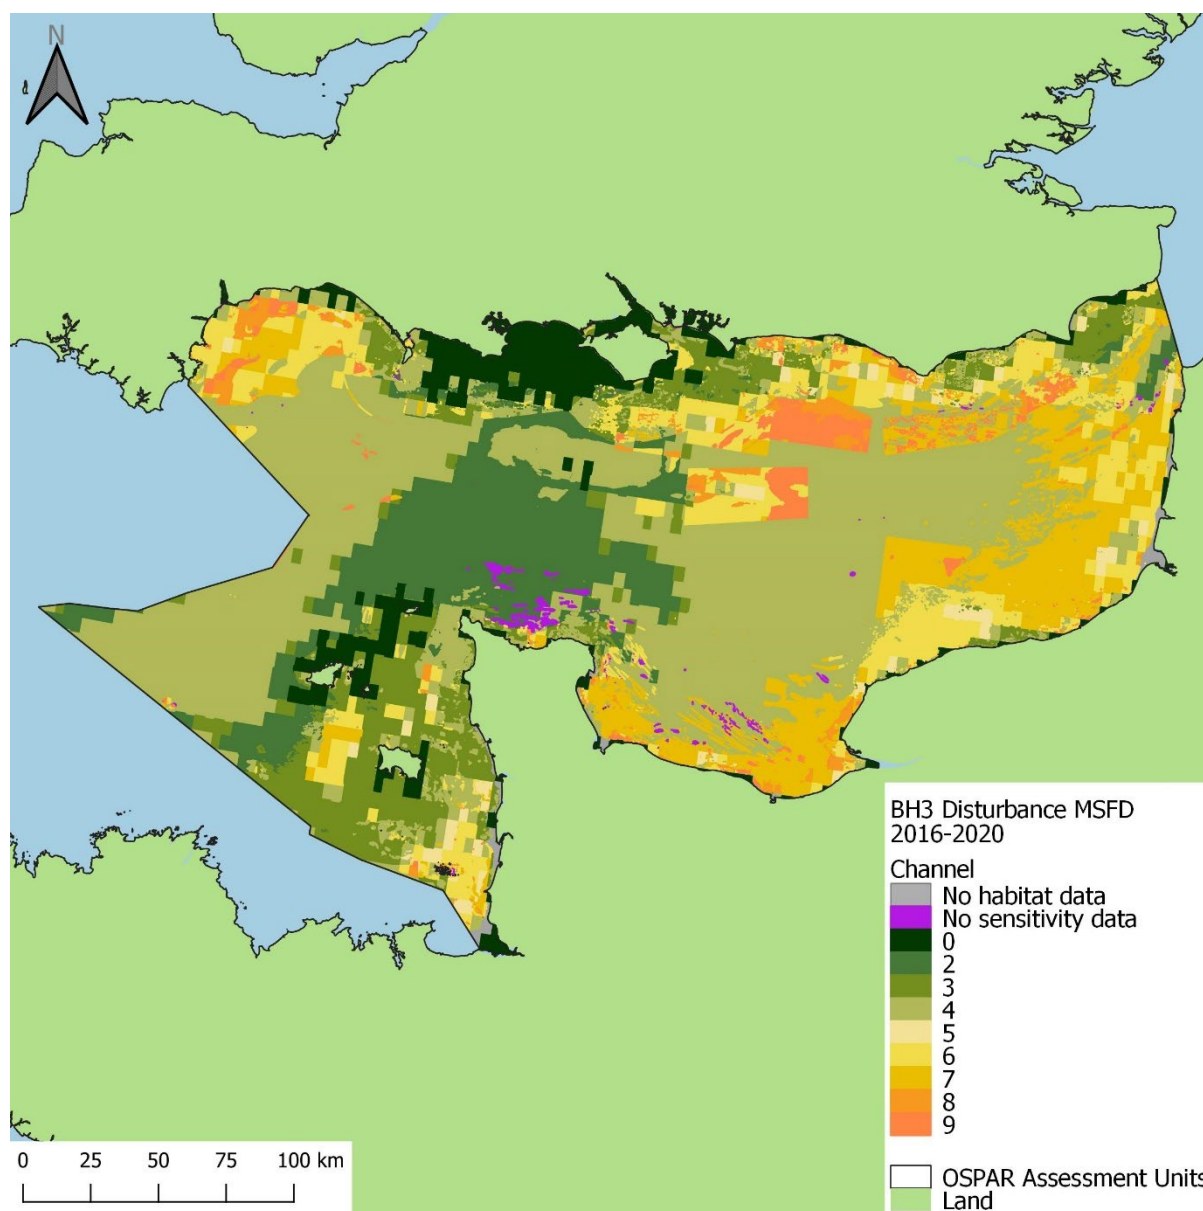 N
BH3 Disturbance MSFD
2016-2020
Channel
No habitat data
No sensitivity data
0
2
3
4
5
6
7
8
9
OSPAR Assessment Units
Land
0 25 50 75 100 km